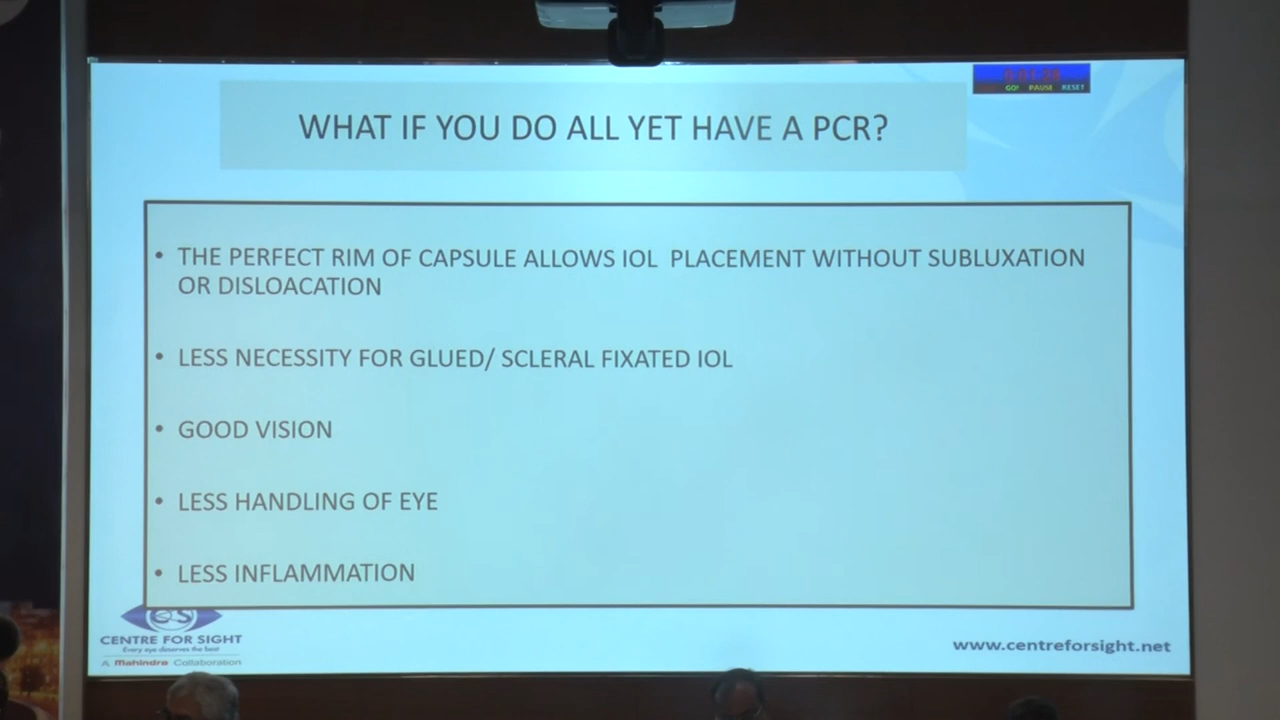 GO! PAUSE RESET
WHAT IF YOU DO ALL YET HAVE A PCR?
• THE PERFECT RIM OF CAPSULE ALLOWS IOL PLACEMENT WITHOUT SUBLUXATION
OR DISLOACATION
• LESS NECESSITY FOR GLUED/ SCLERAL FIXATED IOL
• GOOD VISION
• LESS HANDLING OF EYE
• LESS INFLAMMATION
CENTRE FOR SIGHT
Every eye deserves the best
A Mahindra Collaboration
www.centreforsight.net